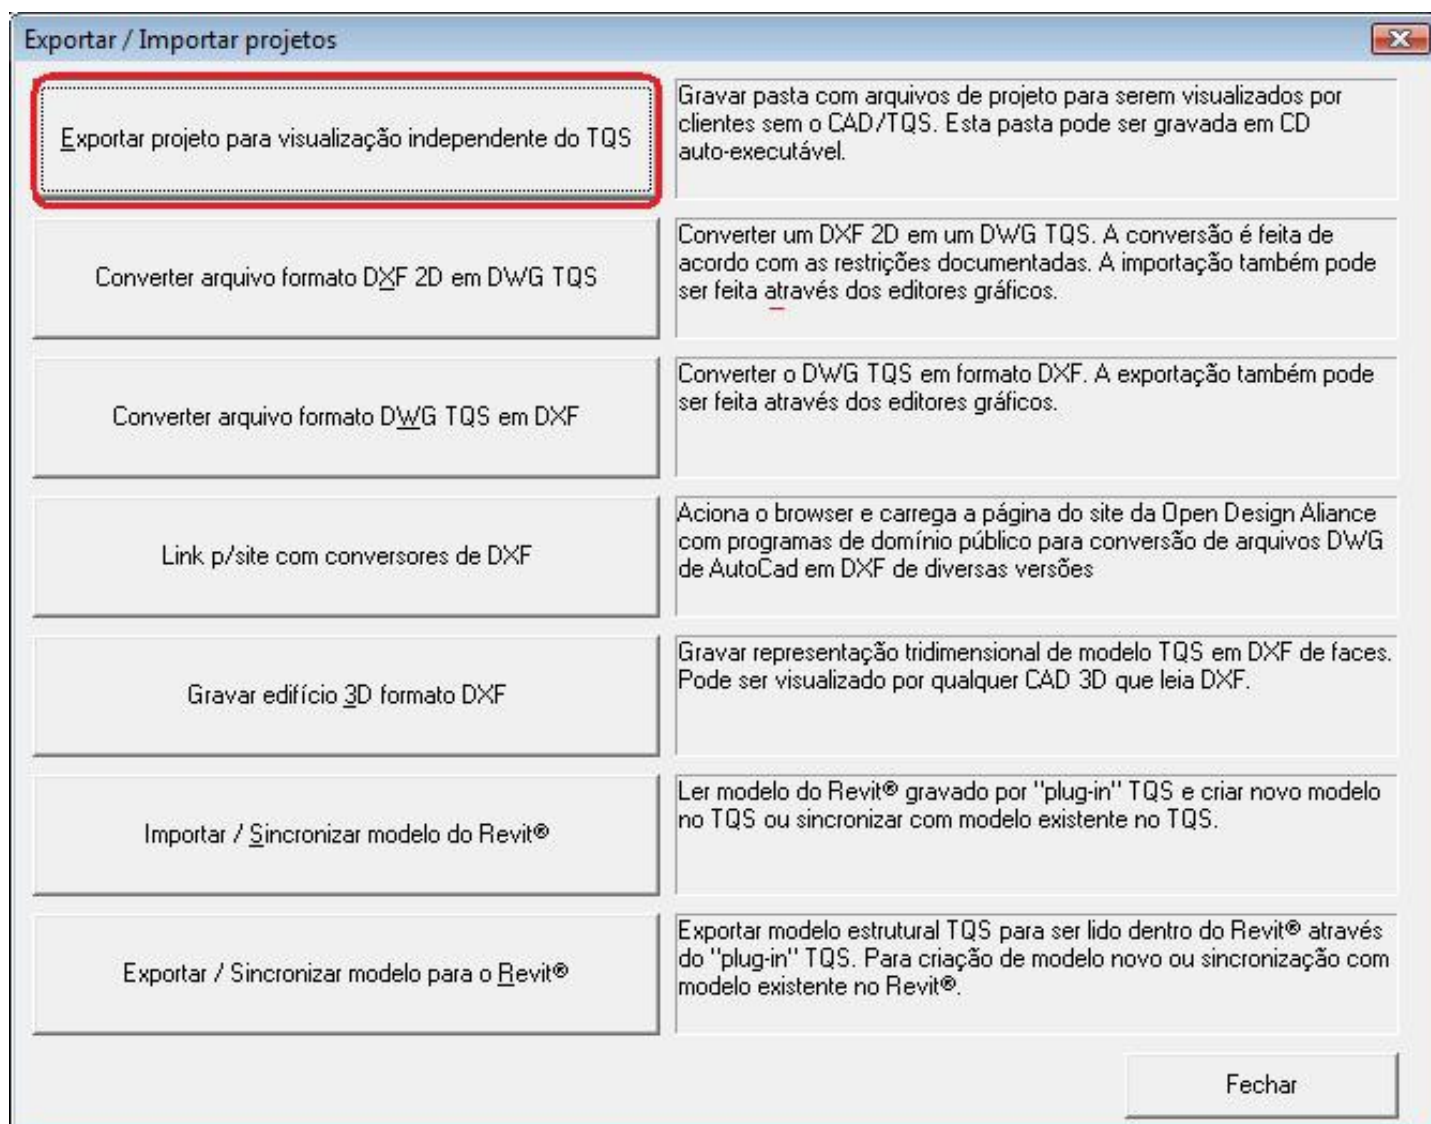 Exportar / Importar projetos
Exportar projeto para visualização independente do TQS
Gravar pasta com arquivos de projeto para serem visualizados por
clientes sem o CAD/TQS. Esta pasta pode ser gravada em CD
auto-executável.
Converter arquivo formato DXF 2D em DWG TQS
Converter um DXF 2D em um DWG TQS. A conversão é feita de
acordo com as restrições documentadas. A importação também pode
ser feita através dos editores gráficos.
Converter arquivo formato DWG TQS em DXF
Converter o DWG TQS em formato DXF. A exportação também pode
ser feita através dos editores gráficos.
Link p/site com conversores de DXF
Aciona o browser e carrega a página do site da Open Design Aliance
com programas de domínio público para conversão de arquivos DWG
de AutoCad em DXF de diversas versões
Gravar edifício 3D formato DXF
Gravar representação tridimensional de modelo TQS em DXF de faces.
Pode ser visualizado por qualquer CAD 3D que leia DXF.
Importar / Sincronizar modelo do Revit®
Ler modelo do Revit® gravado por "plug-in" TQS e criar novo modelo
no TQS ou sincronizar com modelo existente no TQS.
Exportar / Sincronizar modelo para o Revit®
Exportar modelo estrutural TQS para ser lido dentro do Revit® através
do "plug-in" TQS. Para criação de modelo novo ou sincronização com
modelo existente no Revit®.
Fechar